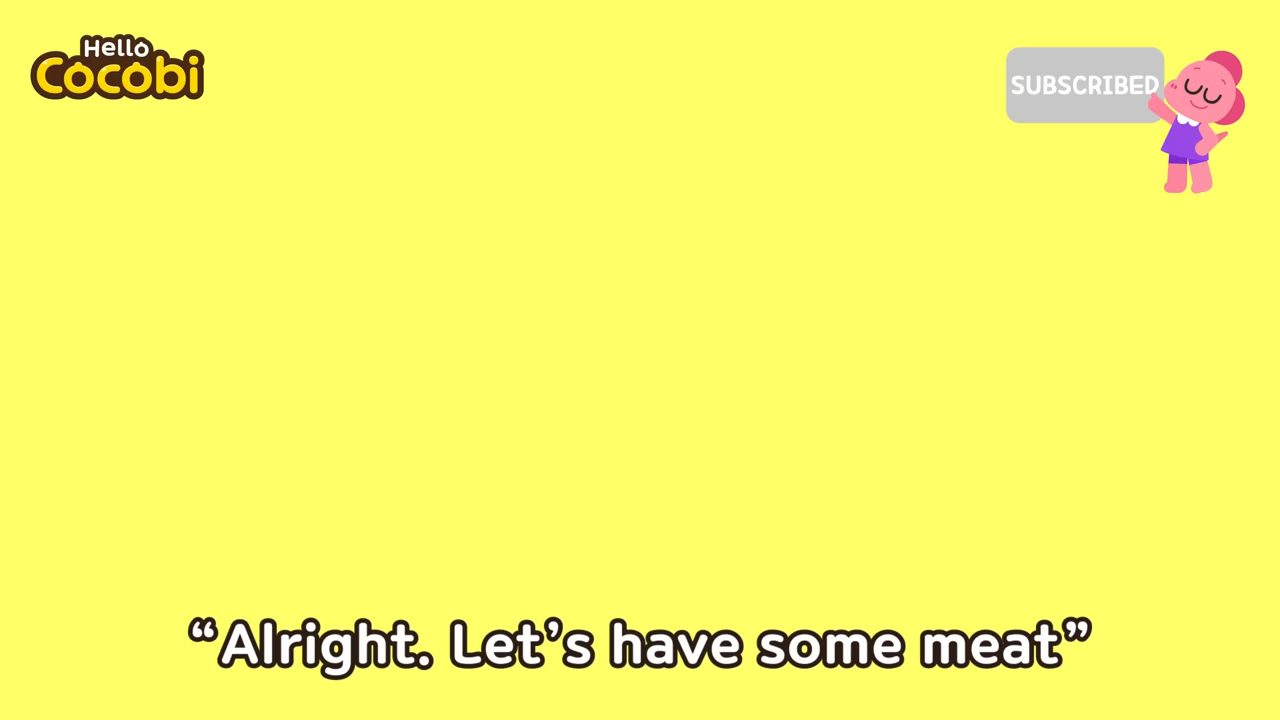 Hello
Cocobi
SUBSCRIBED
“Alright. Let’s have some meat”